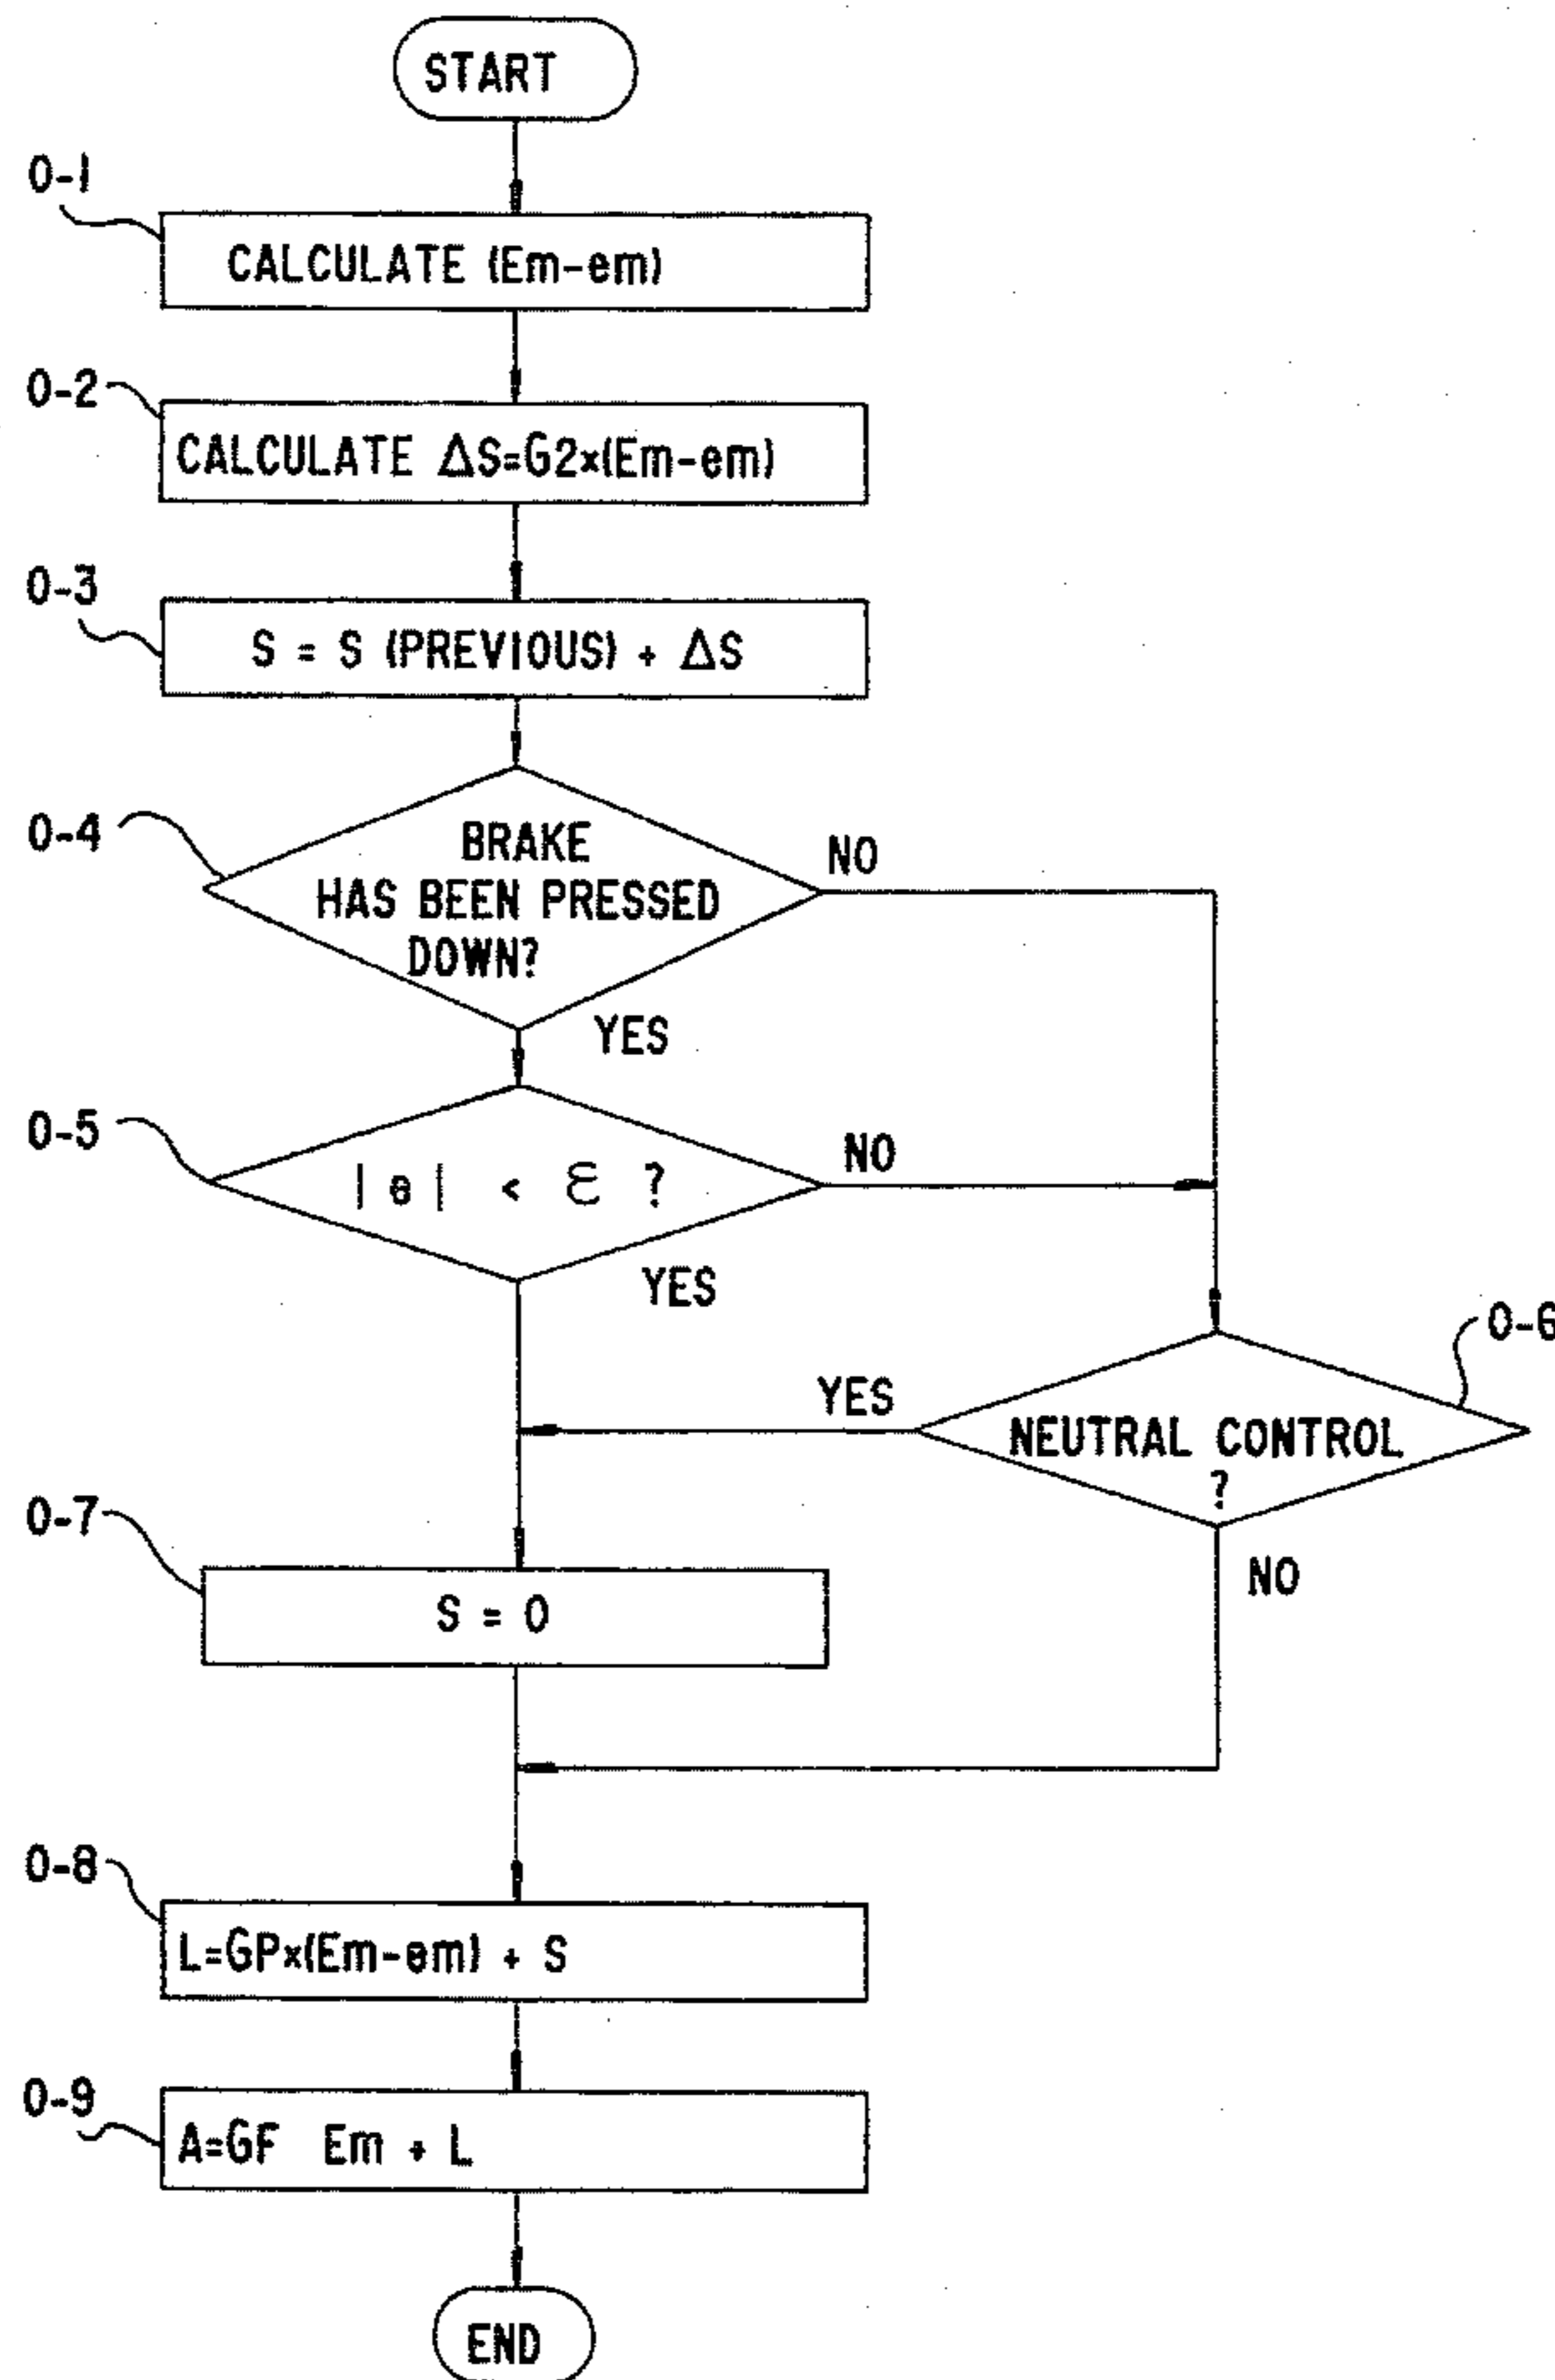 START
0-1
CALCULATE (Em-em)
0-2
CALCULATE ΔS=G2×(Em-em)
0-3
S = S (PREVIOUS) + ΔS
0-4
BRAKE
HAS BEEN PRESSED
DOWN?
NO
YES
0-5
|e| < ε ?
NO
YES
0-6
NEUTRAL CONTROL
?
YES
NO
0-7
S = 0
0-8
L=GP×(Em-em) + S
0-9
A=GF Em + L
END